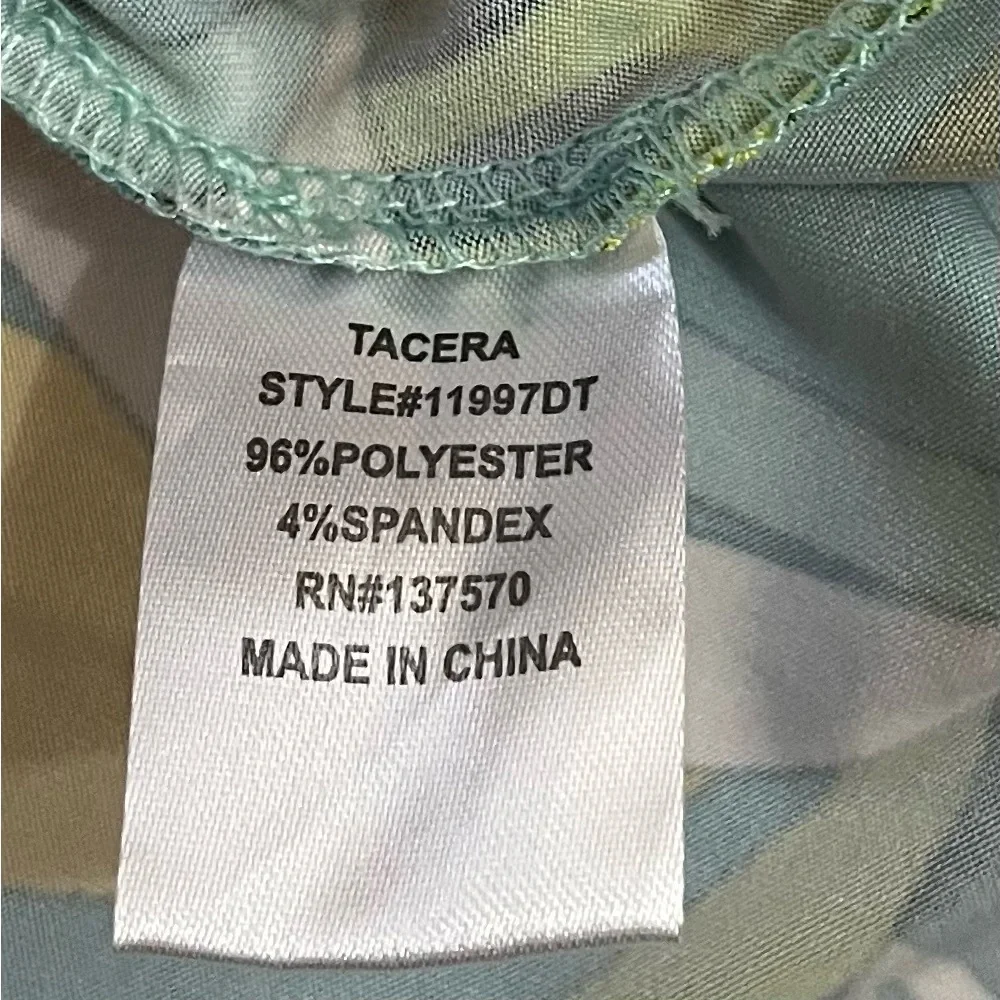 TACERA
STYLE#11997DT
96%POLYESTER
4%SPANDEX
RN#137570
MADE IN CHINA